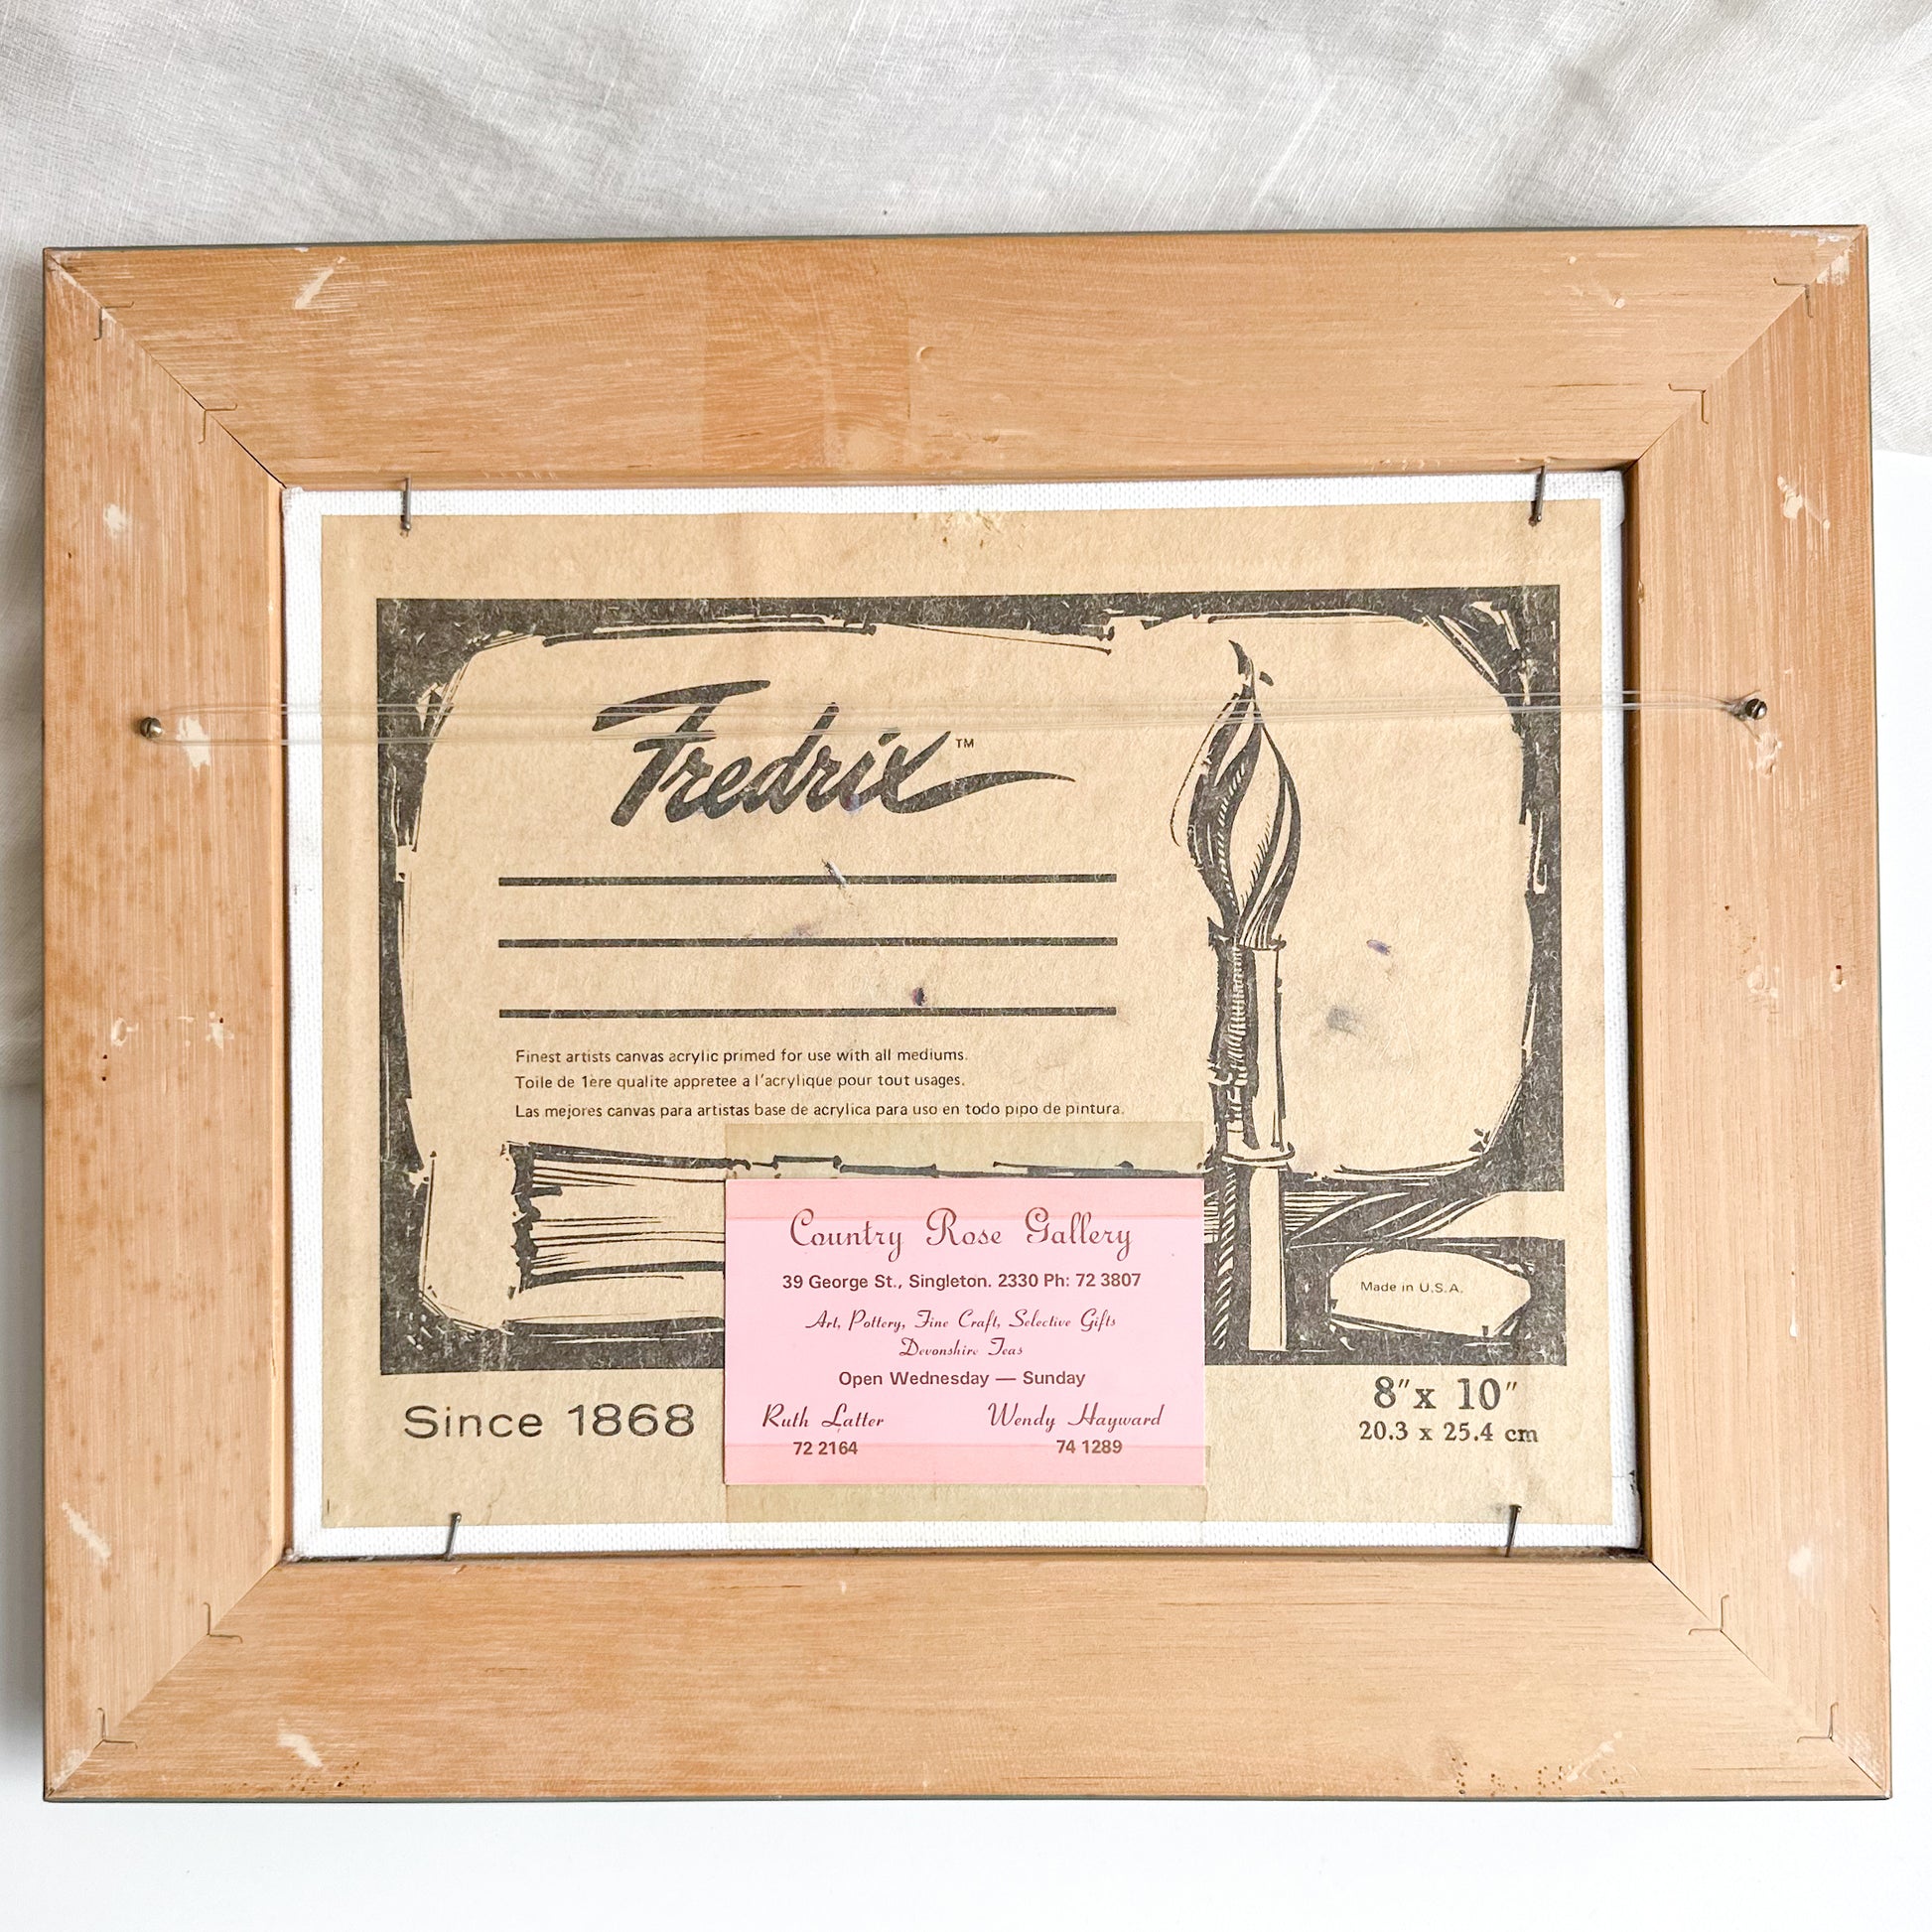 Fredrix™
Finest artists canvas acrylic primed for use with all mediums.
Toile de 1ère qualite appretee a l'acrylique pour tout usages.
Las mejores canvas para artistas base de acrylica para uso en todo pipo de pintura.
Country Rose Gallery
39 George St., Singleton. 2330 Ph: 72 3807
Art, Pottery, Fine Craft, Selective Gifts
Devonshire Teas
Open Wednesday — Sunday
Ruth Latter
72 2164
Wendy Hayward
74 1289
Made in U.S.A.
Since 1868
8" x 10"
20.3 x 25.4 cm